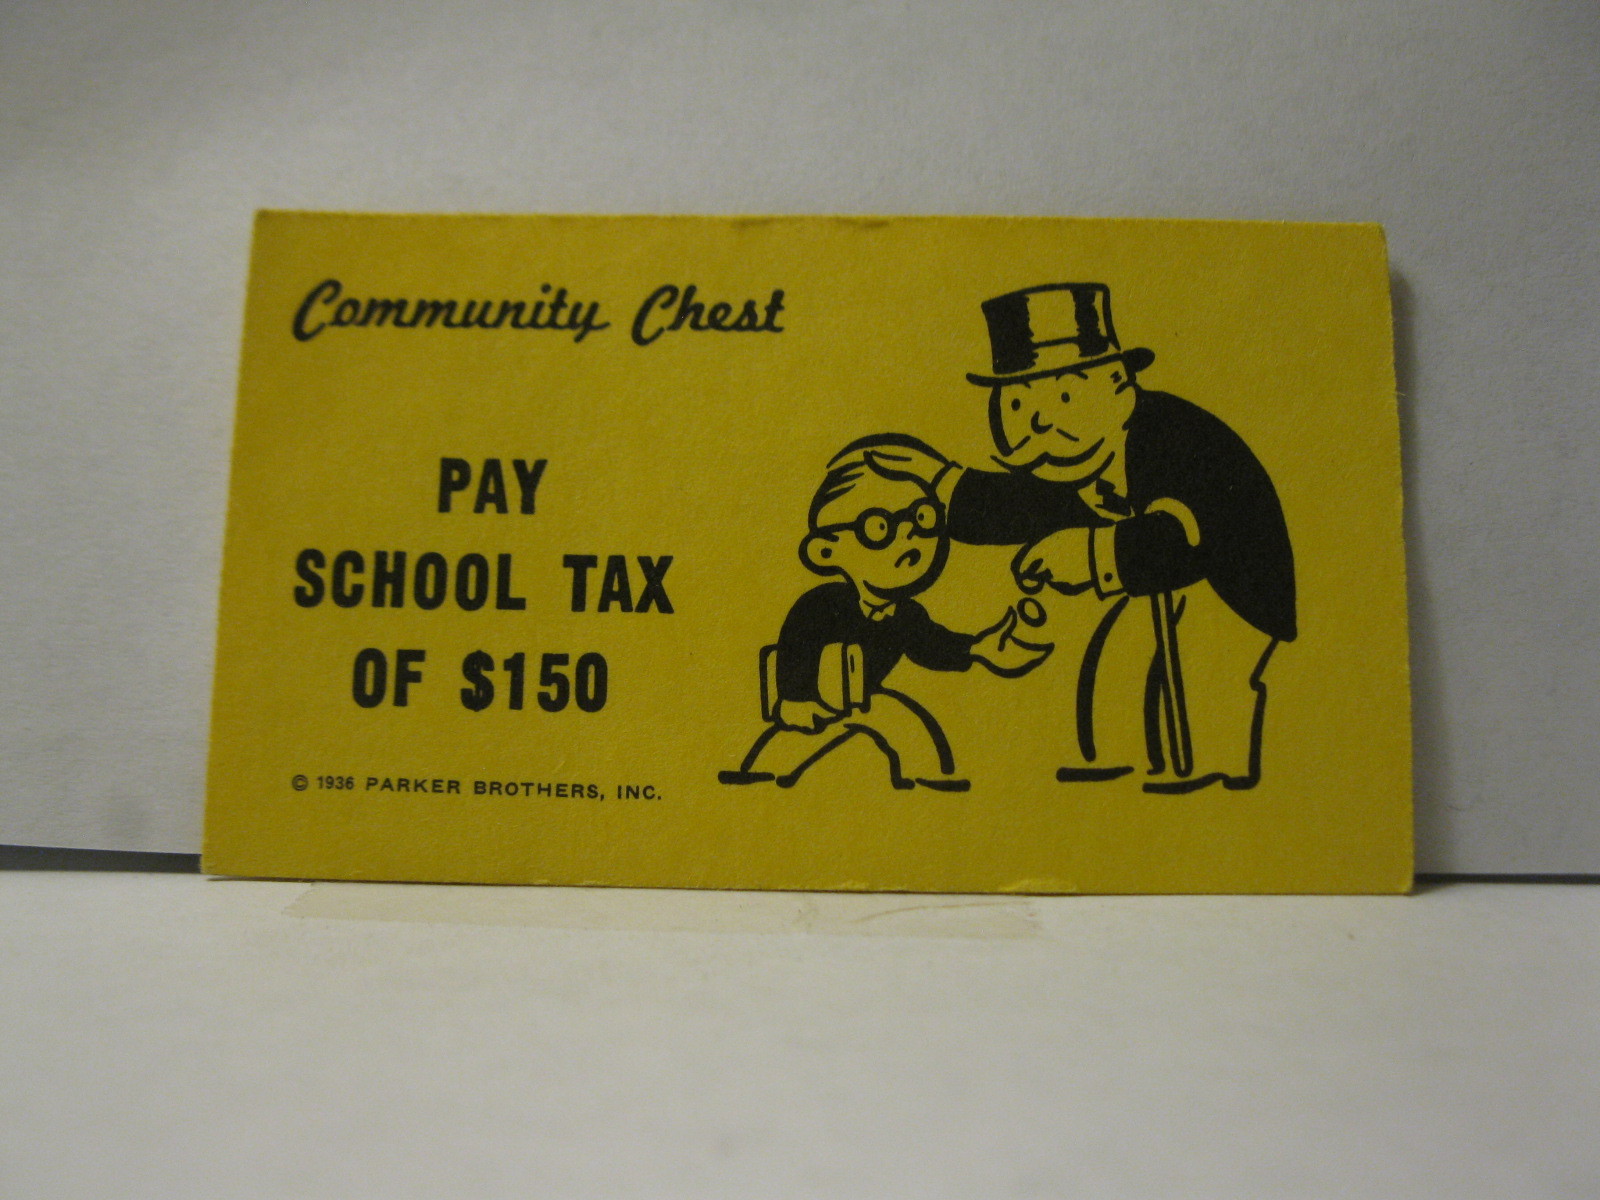 Community Chest
PAY
SCHOOL TAX
OF $150
© 1936 PARKER BROTHERS, INC.